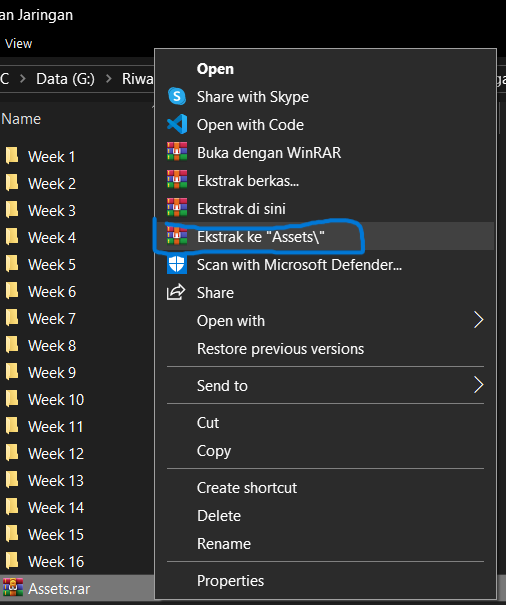 an Jaringan
View
C > Data (G:) > Riwa
Name
Week 1
Week 2
Week 3
Week 4
Week 5
Week 6
Week 7
Week 8
Week 9
Week 10
Week 11
Week 12
Week 13
Week 14
Week 15
Week 16
Assets.rar
Open
Share with Skype
Open with Code
Buka dengan WinRAR
Ekstrak berkas...
Ekstrak di sini
Ekstrak ke "Assets\"
Scan with Microsoft Defender...
Share
Open with
Restore previous versions
Send to
Cut
Copy
Create shortcut
Delete
Rename
Properties